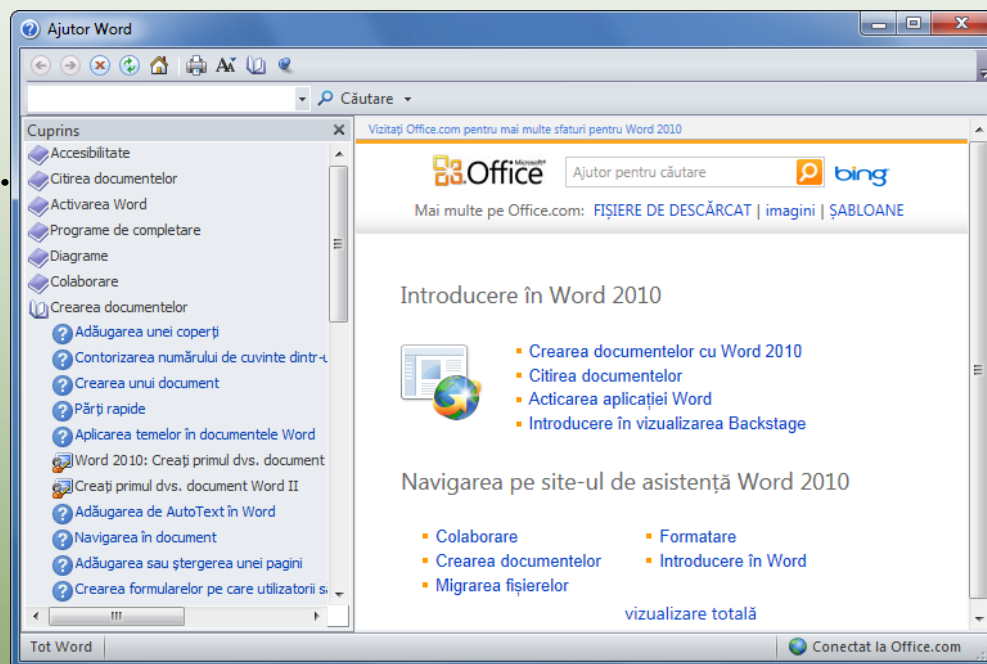 Ajutor Word
Căutare
Cuprins
Accesibilitate
Citirea documentelor
Activarea Word
Programe de completare
Diagrame
Colaborare
Crearea documentelor
Adăugarea unei coperți
Contorizarea numărului de cuvinte dintr-u
Crearea unui document
Părți rapide
Aplicarea temelor în documentele Word
Word 2010: Creați primul dvs. document
Creați primul dvs. document Word II
Adăugarea de AutoText în Word
Navigarea în document
Adăugarea sau ștergerea unei pagini
Crearea formularelor pe care utilizatorii să
Vizitați Office.com pentru mai multe sfaturi pentru Word 2010
Microsoft®
Office
Ajutor pentru căutare
bing
Mai multe pe Office.com: FIȘIERE DE DESCĂRCAT | imagini | ȘABLOANE
Introducere în Word 2010
Crearea documentelor cu Word 2010
Citirea documentelor
Acticarea aplicației Word
Introducere în vizualizarea Backstage
Navigarea pe site-ul de asistență Word 2010
Colaborare
Crearea documentelor
Migrarea fișierelor
Formatare
Introducere în Word
vizualizare totală
Tot Word
Conectat la Office.com